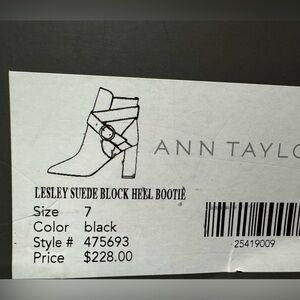 ANN TAYLO
LESLEY SUEDE BLOCK HEEL BOOTIE
Size 7
Color black
Style # 475693
Price $228.00
25419009